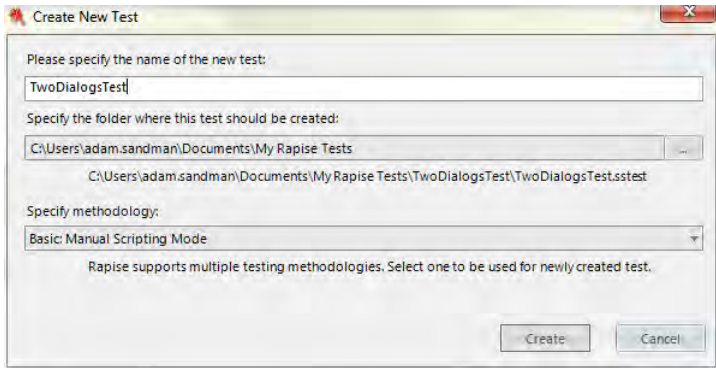 Create New Test
Please specify the name of the new test:
TwoDialogsTest
Specify the folder where this test should be created:
C:\Users\adam.sandman\Documents\My Rapise Tests
...
C:\Users\adam.sandman\Documents\My Rapise Tests\TwoDialogsTest\TwoDialogsTest.sstest
Specify methodology:
Basic: Manual Scripting Mode
Rapise supports multiple testing methodologies. Select one to be used for newly created test.
Create Cancel